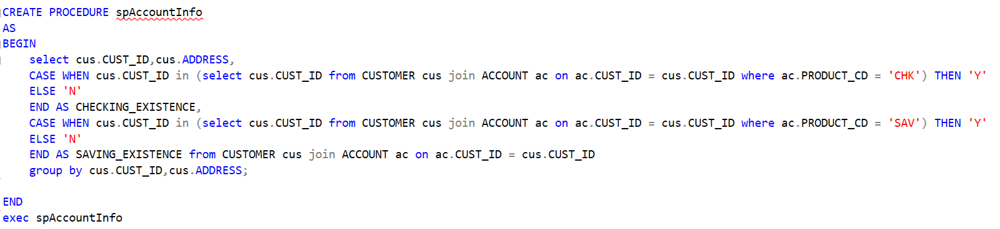 CREATE PROCEDURE spAccountInfo
AS
BEGIN
select cus.CUST_ID,cus.ADDRESS,
CASE WHEN cus.CUST_ID in (select cus.CUST_ID from CUSTOMER cus join ACCOUNT ac on ac.CUST_ID = cus.CUST_ID where ac.PRODUCT_CD = 'CHK') THEN 'Y'
ELSE 'N'
END AS CHECKING_EXISTENCE,
CASE WHEN cus.CUST_ID in (select cus.CUST_ID from CUSTOMER cus join ACCOUNT ac on ac.CUST_ID = cus.CUST_ID where ac.PRODUCT_CD = 'SAV') THEN 'Y'
ELSE 'N'
END AS SAVING_EXISTENCE from CUSTOMER cus join ACCOUNT ac on ac.CUST_ID = cus.CUST_ID
group by cus.CUST_ID,cus.ADDRESS;
END
exec spAccountInfo